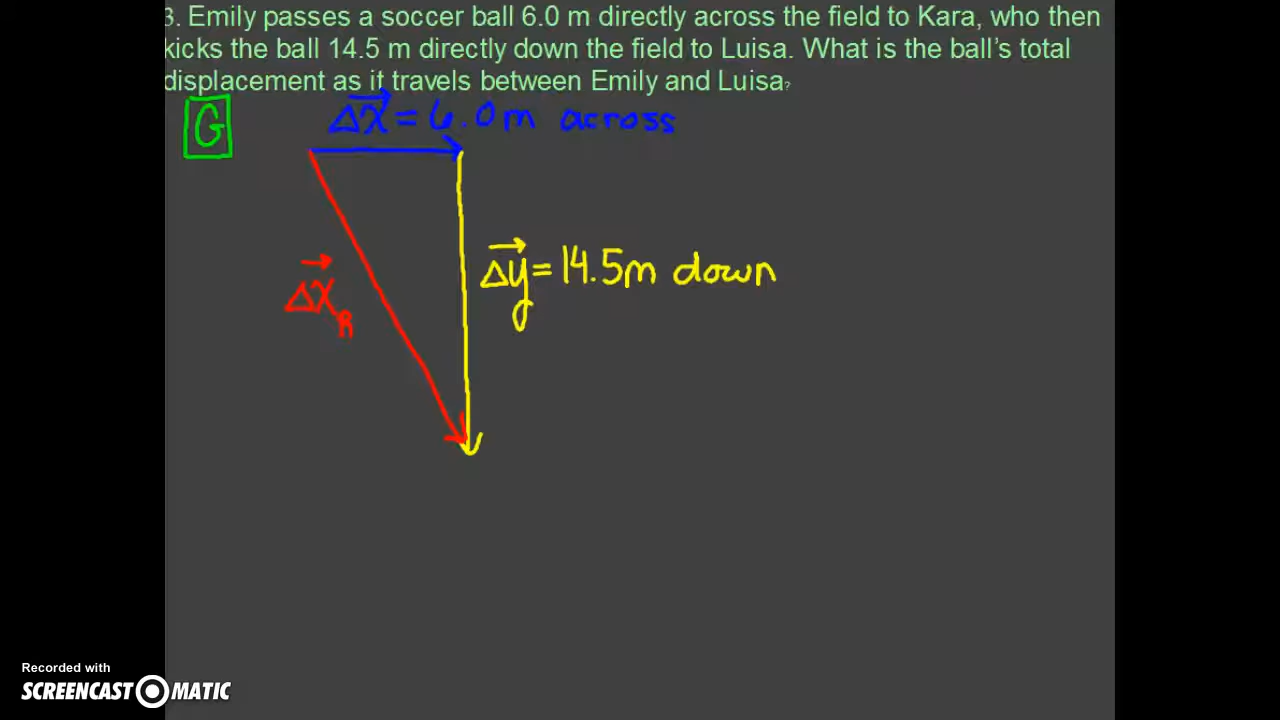 3. Emily passes a soccer ball 6.0 m directly across the field to Kara, who then
kicks the ball 14.5 m directly down the field to Luisa. What is the ball’s total
displacement as it travels between Emily and Luisa?
G
Δx = 6.0m across
Δy = 14.5m down
Δx_R
Recorded with
SCREENCAST O MATIC